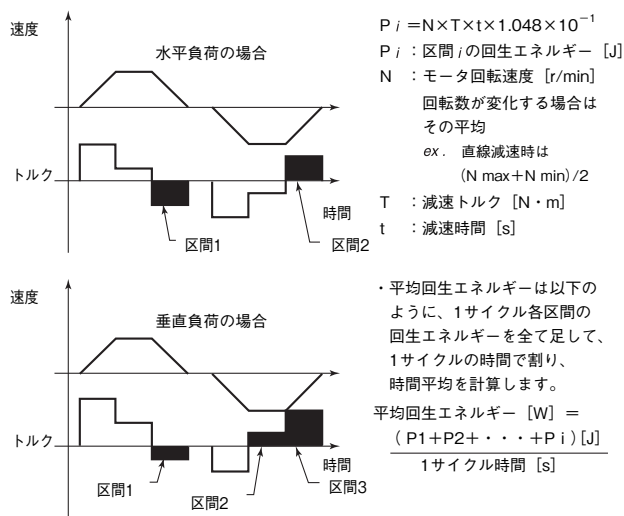 速度
水平負荷の場合
トルク
時間
区間1
区間2
Pi=N×T×t×1.048×10⁻¹
Pi：区間iの回生エネルギー［J］
N：モータ回転速度［r/min］
回転数が変化する場合は
その平均
ex. 直線減速時は
(N max+N min)/2
T：減速トルク［N・m］
t：減速時間［s］
速度
垂直負荷の場合
トルク
時間
区間1
区間2
区間3
・平均回生エネルギーは以下の
ように、1サイクル各区間の
回生エネルギーを全て足して、
1サイクルの時間で割り、
時間平均を計算します。
平均回生エネルギー［W］＝
(P1+P2+・・・+Pi)[J]
1サイクル時間［s］